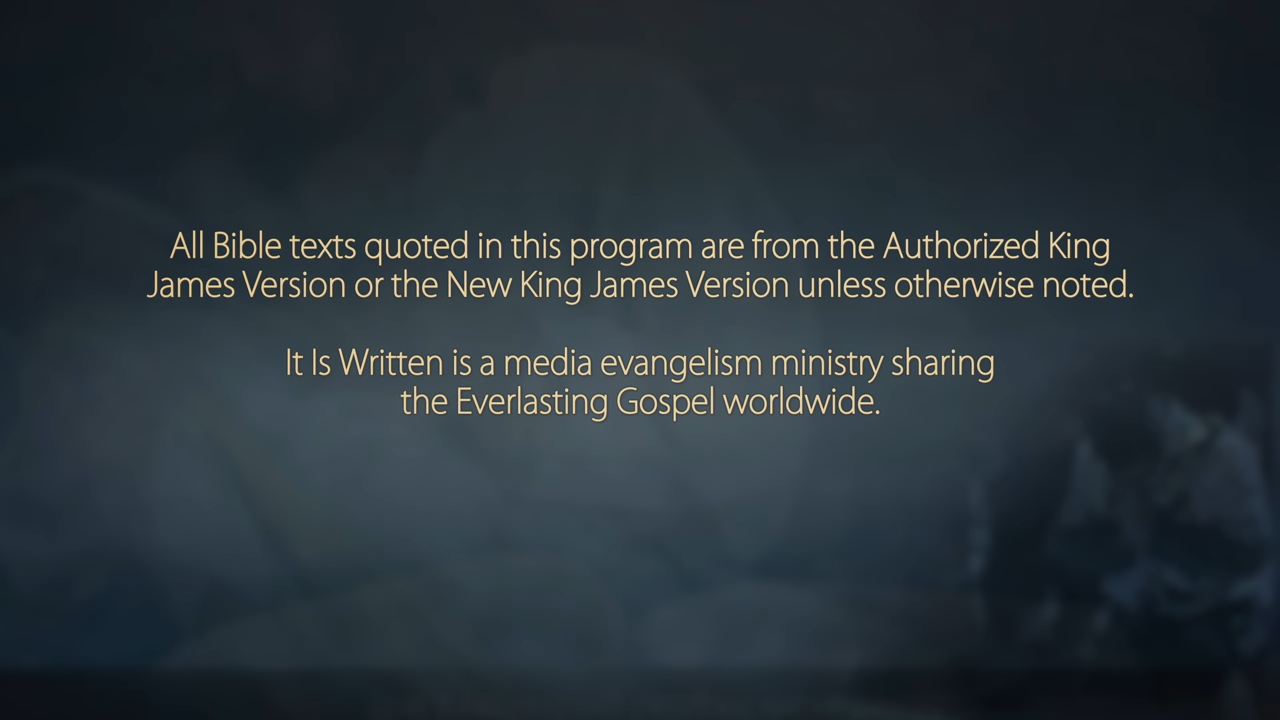 All Bible texts quoted in this program are from the Authorized King
James Version or the New King James Version unless otherwise noted.
It Is Written is a media evangelism ministry sharing
the Everlasting Gospel worldwide.